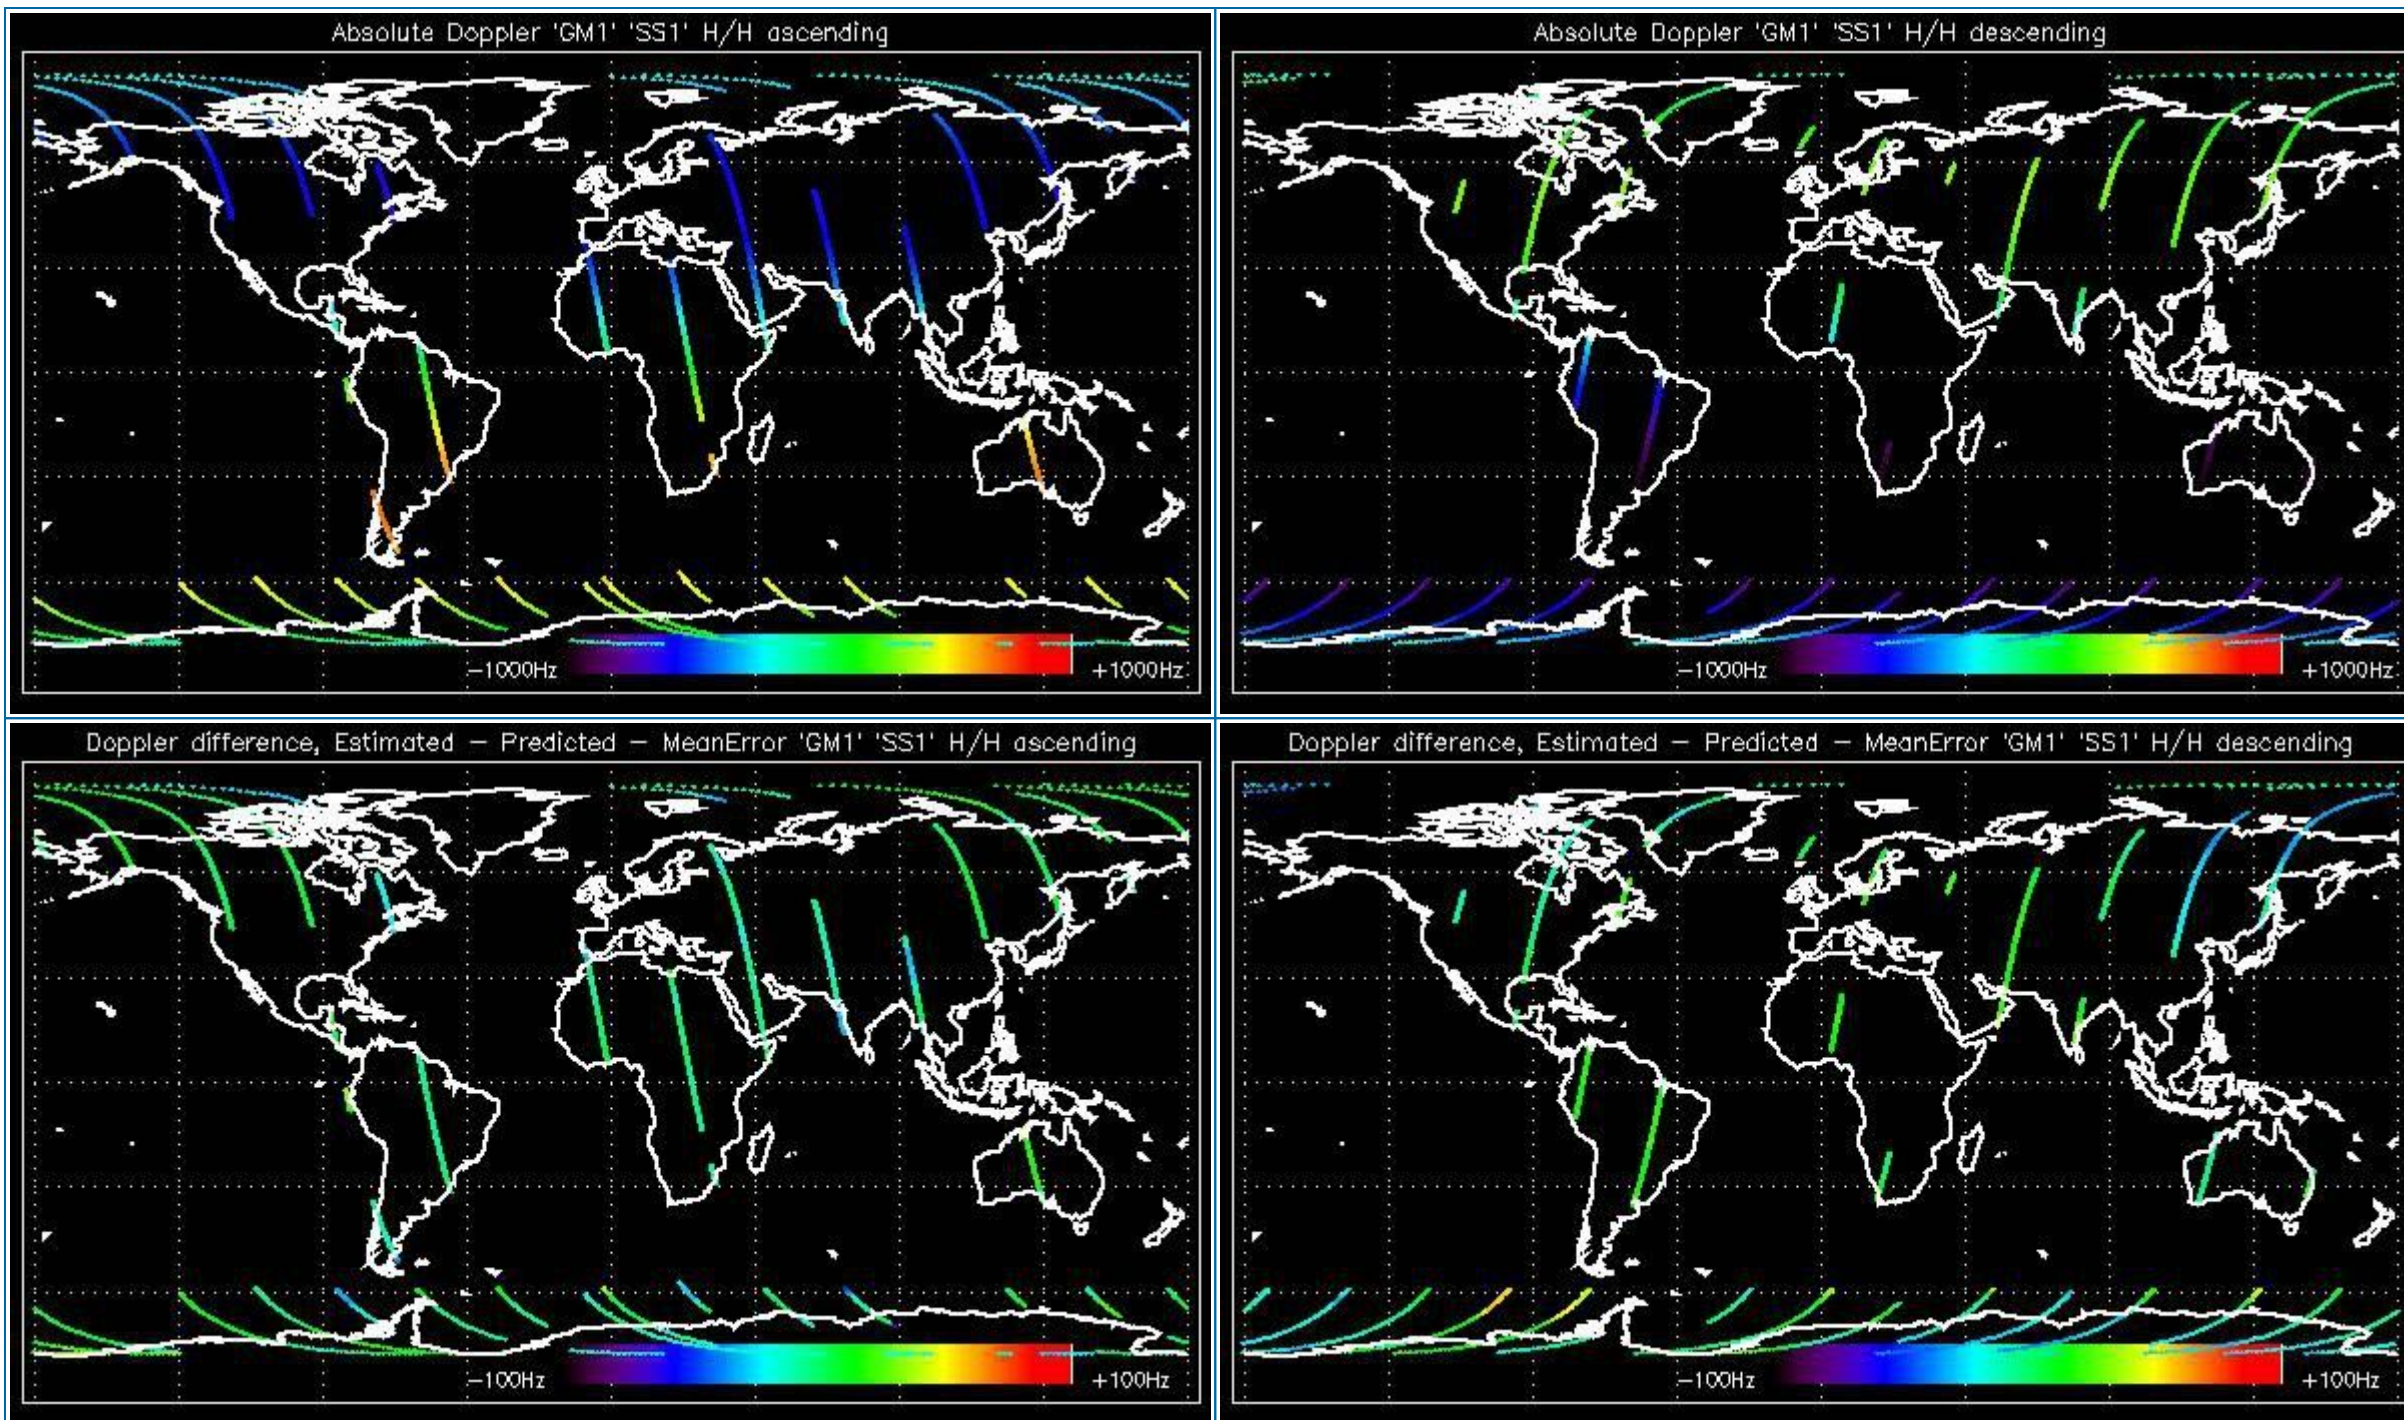 Absolute Doppler 'GM1' 'SS1' H/H ascending
-1000Hz
+1000Hz
Absolute Doppler 'GM1' 'SS1' H/H descending
-1000Hz
+1000Hz
Doppler difference, Estimated - Predicted - MeanError 'GM1' 'SS1' H/H ascending
-100Hz
+100Hz
Doppler difference, Estimated - Predicted - MeanError 'GM1' 'SS1' H/H descending
-100Hz
+100Hz